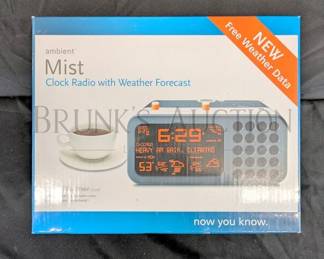 ambient
Mist
Clock Radio with Weather Forecast
NEW
Free Weather Data
BRUNK'S AUCTION
6:29
HEAVY AM RAIN, CLEARING
53°
now you know.